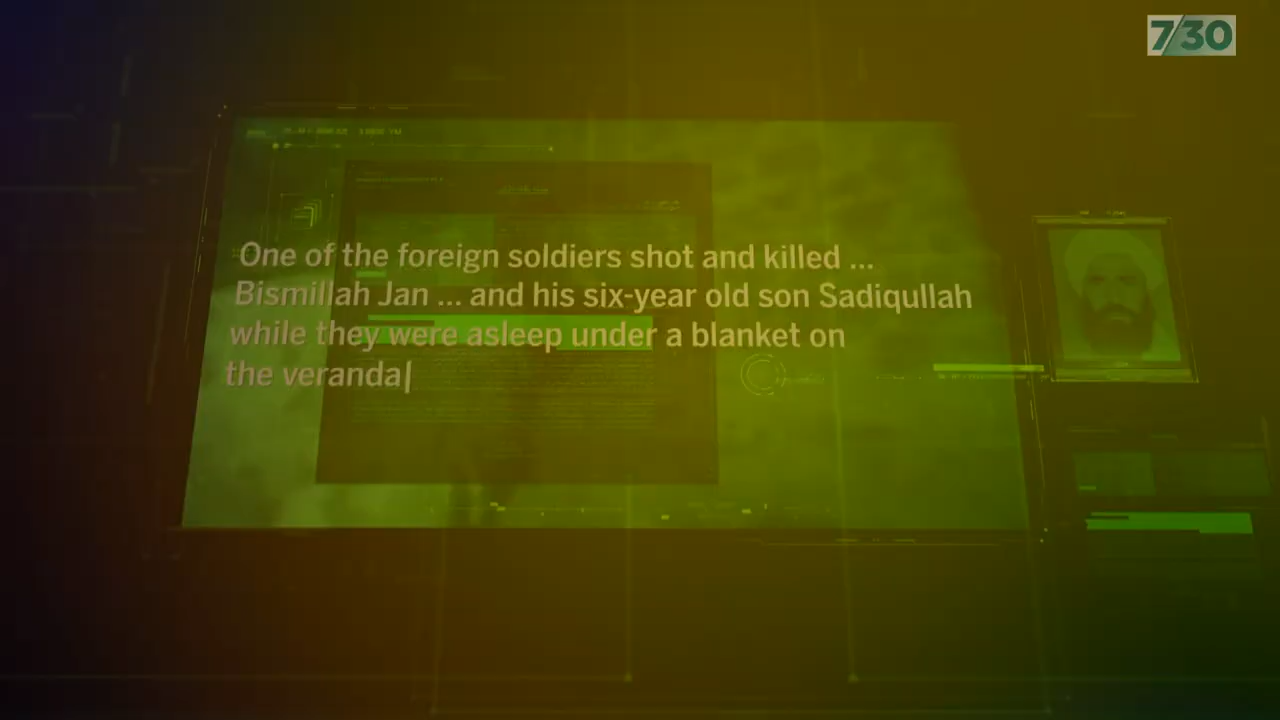 7/30
One of the foreign soldiers shot and killed ...
Bismillah Jan ... and his six-year old son Sadiqullah
while they were asleep under a blanket on
the veranda